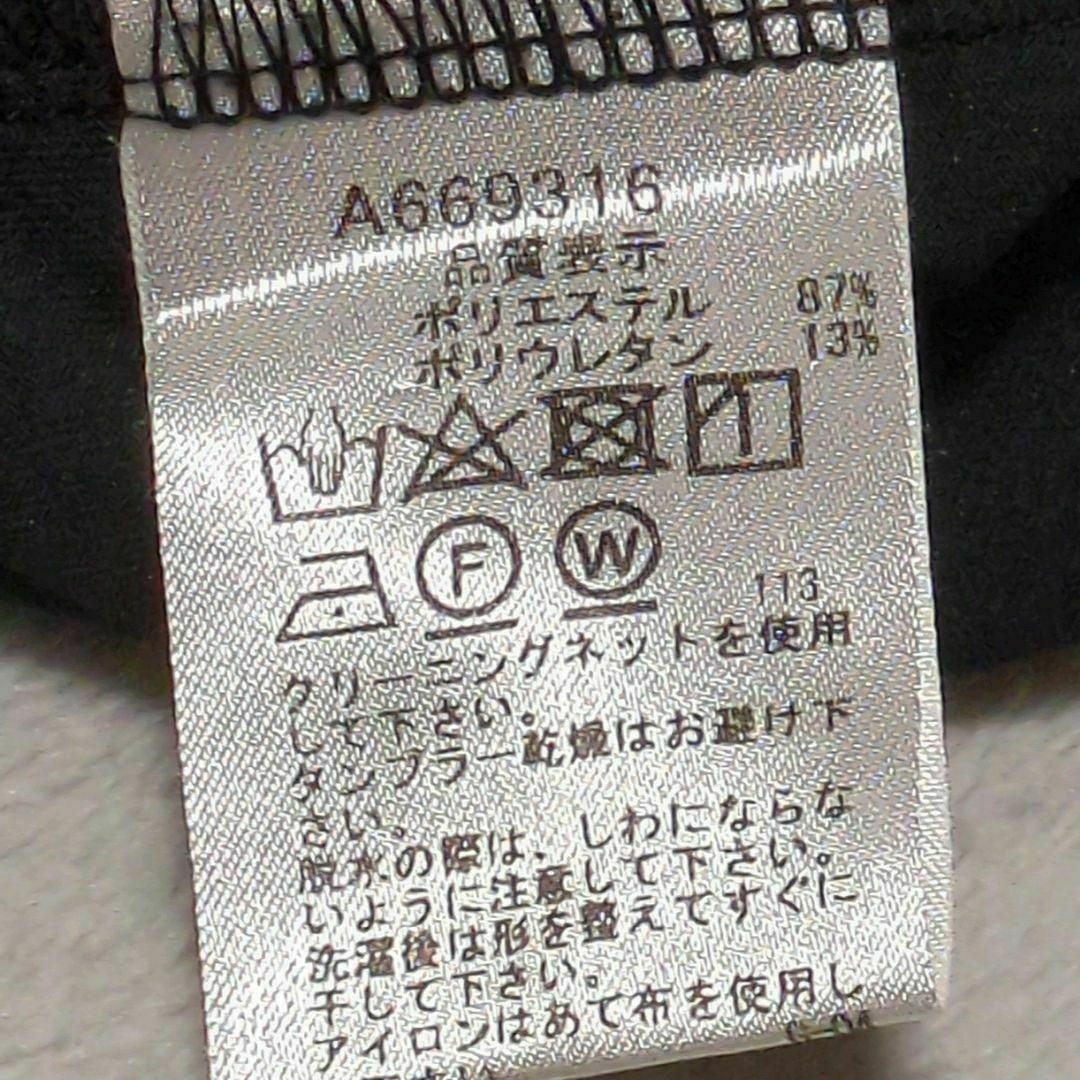 A669316
品質表示
ポリエステル 87%
ポリウレタン 13%
F W
113
クリーニングネットを使用
して下さい。
タンブラー乾燥はお避け下
さい。
脱水の際は、しわにならな
いように注意して下さい。
洗濯後は形を整えてすぐに
干して下さい。
アイロンはあて布を使用し